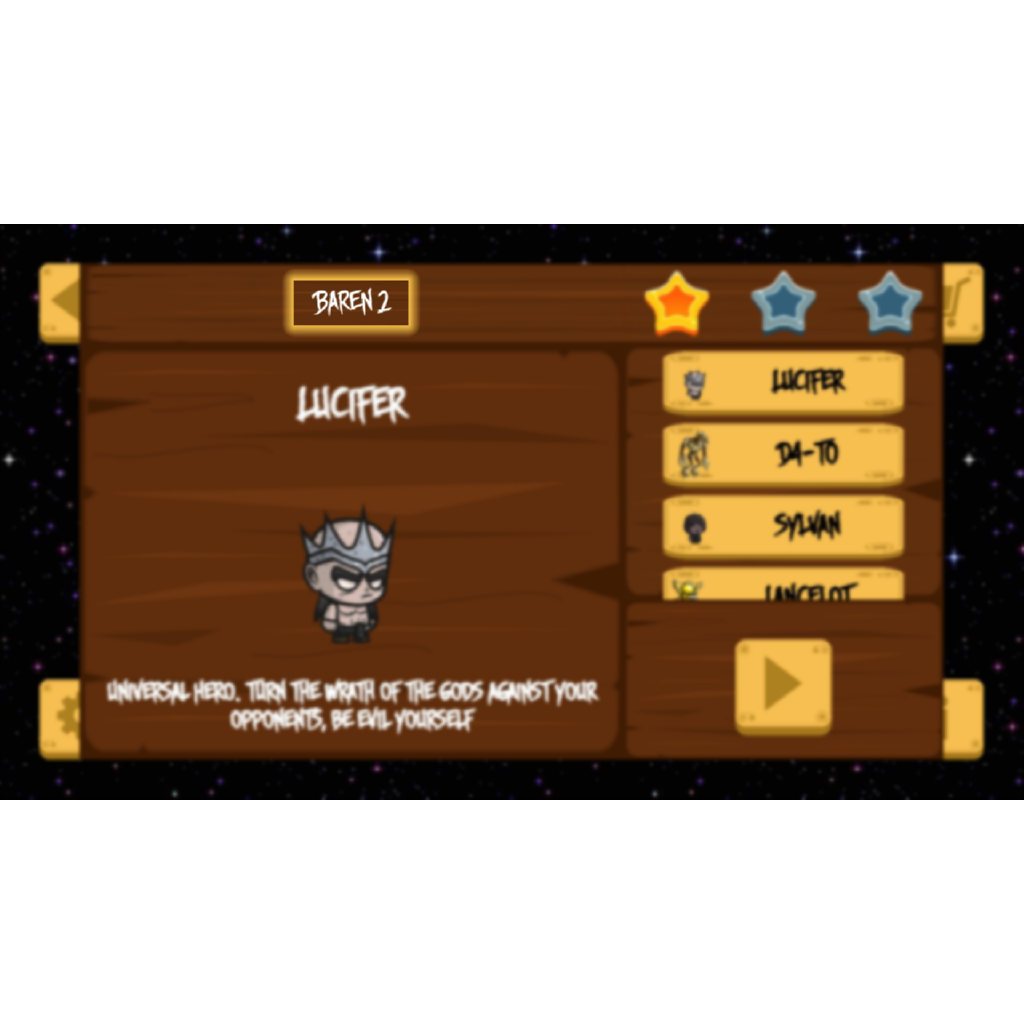 BAREN 2
LUCIFER
UNIVERSAL HERO. TURN THE WRATH OF THE GODS AGAINST YOUR
OPPONENTS, BE EVIL YOURSELF
LUCIFER
D4-TO
SYLVAN
LANCELOT